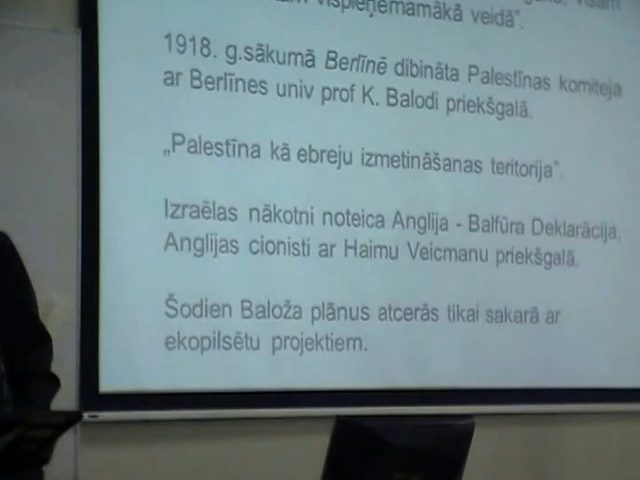 vispieņemamākā veidā".
1918. g.sākumā Berlīnē dibināta Palestīnas komiteja
ar Berlīnes univ prof K. Balodi priekšgalā.
„Palestīna kā ebreju izmetināšanas teritorija".
Izraēlas nākotni noteica Anglija - Balfūra Deklarācija.
Anglijas cionisti ar Haimu Veicmanu priekšgalā.
Šodien Baloža plānus atcerās tikai sakarā ar
ekopilsētu projektiem.